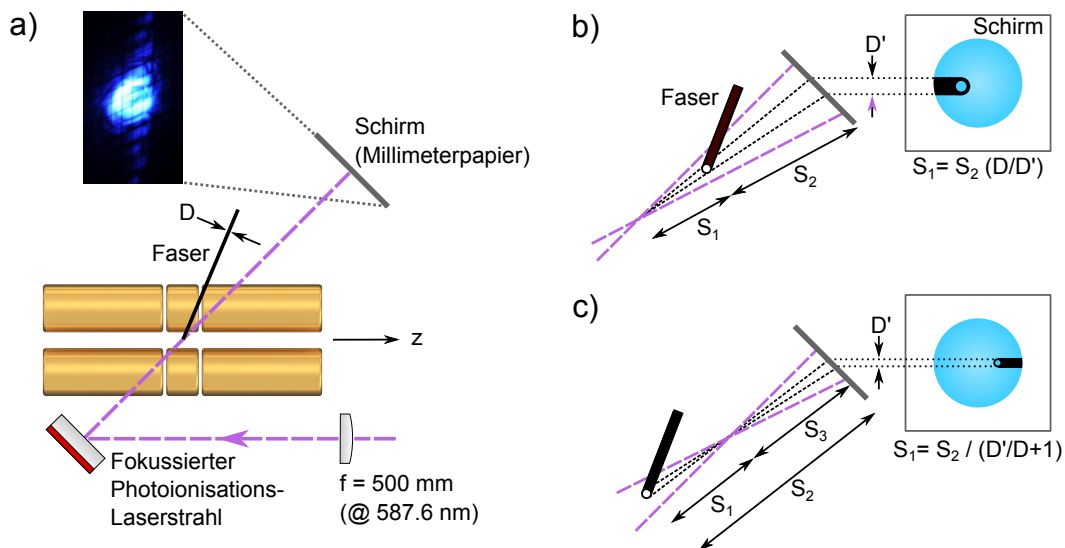 a)
Schirm
(Millimeterpapier)
D
Faser
z
Fokussierter
Photoionisations-
Laserstrahl
f = 500 mm
(@ 587.6 nm)
b)
Faser
D'
Schirm
S₁
S₂
S₁= S₂ (D/D')
c)
D'
S₃
S₁
S₂
S₁= S₂ / (D'/D+1)